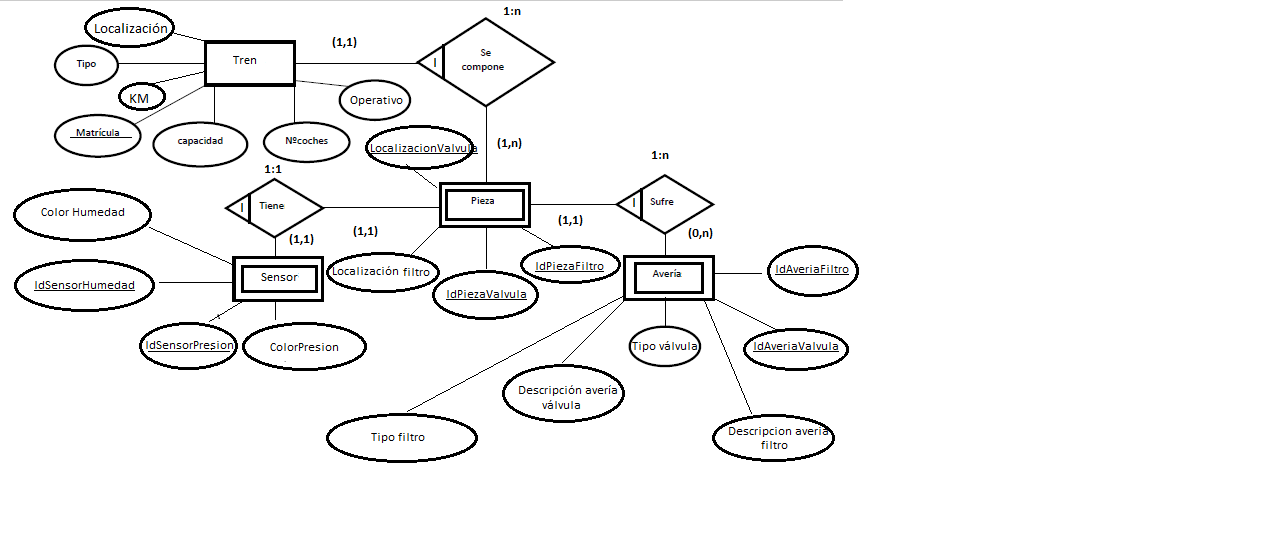 1:n
Localización
(1,1)
Se
compone
I
Tren
Tipo
KM
Operativo
Matrícula
capacidad
Nºcoches
(1,n)
LocalizacionValvula
1:n
1:1
I
Tiene
Pieza
I
Sufre
Color Humedad
(1,1)
(1,1)
(1,1)
(0,n)
Localización filtro
IdPiezaFiltro
IdAveriaFiltro
Sensor
Avería
IdSensorHumedad
IdPiezaValvula
IdSensorPresion
ColorPresion
Tipo válvula
IdAveriaValvula
Descripción avería
válvula
Tipo filtro
Descripcion averia
filtro